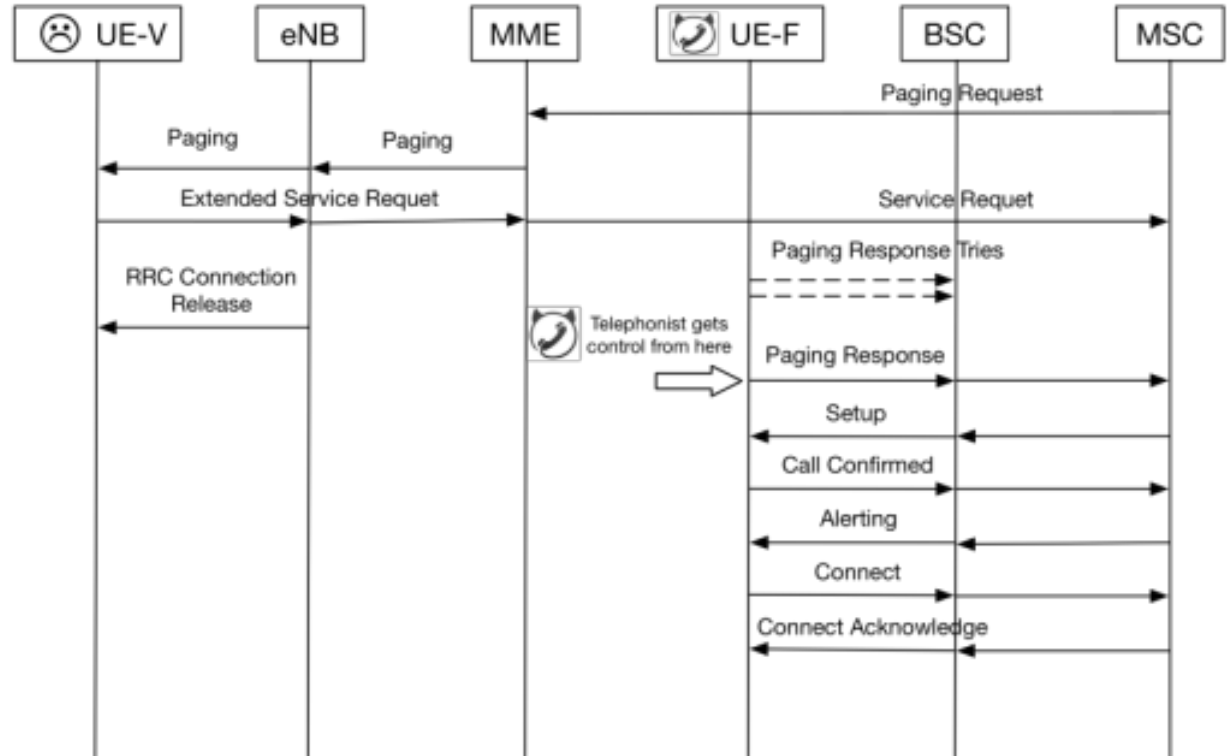 UE-V
eNB
MME
UE-F
BSC
MSC
Paging Request
Paging
Paging
Extended Service Requet
Service Requet
Paging Response Tries
RRC Connection
Release
Telephonist gets
control from here
Paging Response
Setup
Call Confirmed
Alerting
Connect
Connect Acknowledge